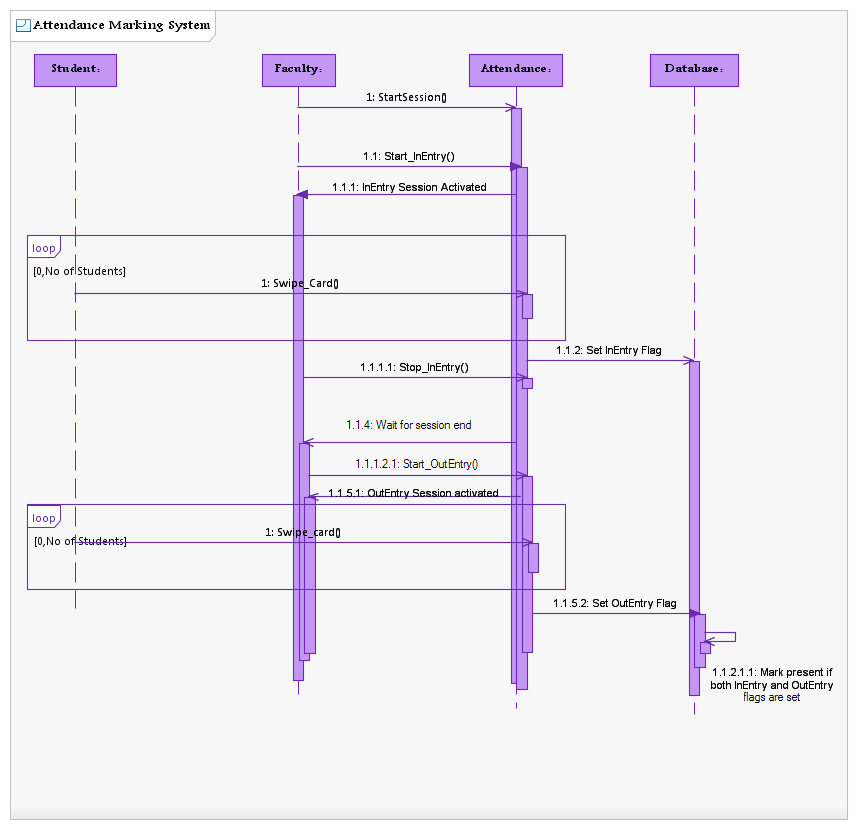 Attendance Marking System
Student:
Faculty:
Attendance:
Database:
1: StartSession()
1.1: Start_InEntry()
1.1.1: InEntry Session Activated
loop
[0,No of Students]
1: Swipe_Card()
1.1.2: Set InEntry Flag
1.1.1.1: Stop_InEntry()
1.1.4: Wait for session end
1.1.1.2.1: Start_OutEntry()
1.1.5.1: OutEntry Session activated
loop
1: Swipe_card()
[0,No of Students]
1.1.5.2: Set OutEntry Flag
1.1.2.1.1: Mark present if
both InEntry and OutEntry
flags are set